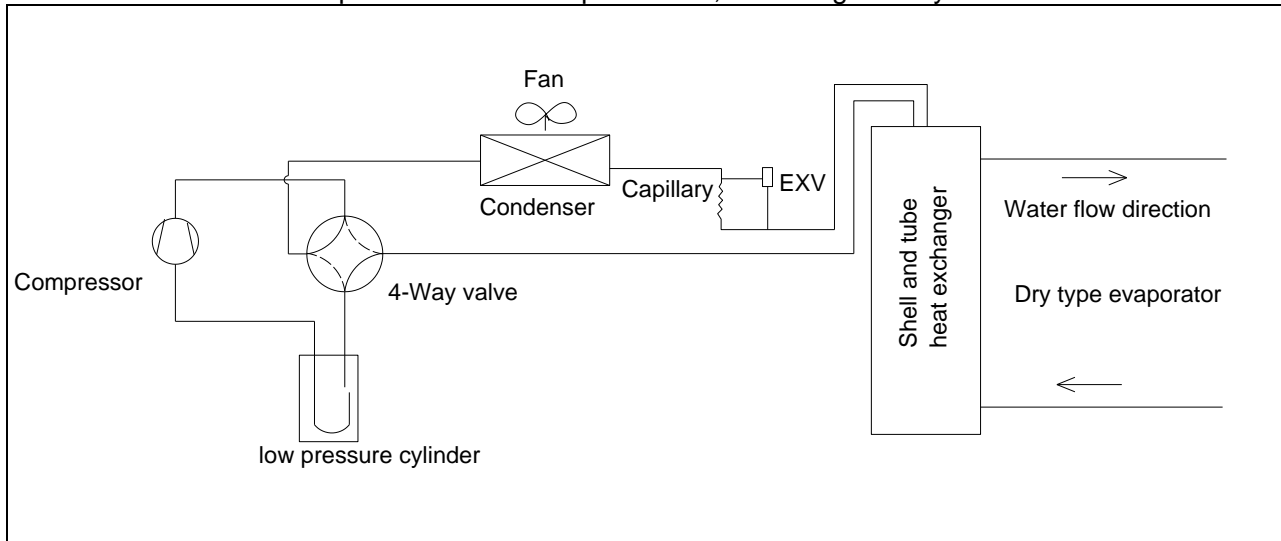 Fan
Condenser
Capillary
EXV
Compressor
4-Way valve
low pressure cylinder
Shell and tube
heat exchanger
Water flow direction
Dry type evaporator